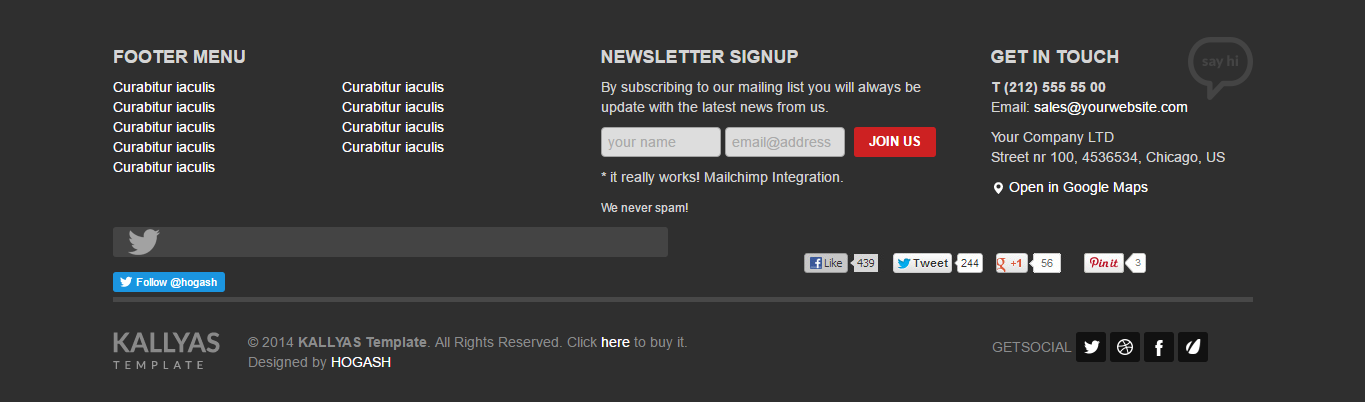 FOOTER MENU
Curabitur iaculis
Curabitur iaculis
Curabitur iaculis
Curabitur iaculis
Curabitur iaculis
Curabitur iaculis
Curabitur iaculis
Curabitur iaculis
Curabitur iaculis
NEWSLETTER SIGNUP
By subscribing to our mailing list you will always be
update with the latest news from us.
your name email@address JOIN US
* it really works! Mailchimp Integration.
We never spam!
GET IN TOUCH
say hi
T (212) 555 55 00
Email: sales@yourwebsite.com
Your Company LTD
Street nr 100, 4536534, Chicago, US
Open in Google Maps
Like 439 Tweet 244 +1 56 Pin it 3
Follow @hogash
KALLYAS
TEMPLATE
© 2014 KALLYAS Template. All Rights Reserved. Click here to buy it.
Designed by HOGASH
GETSOCIAL